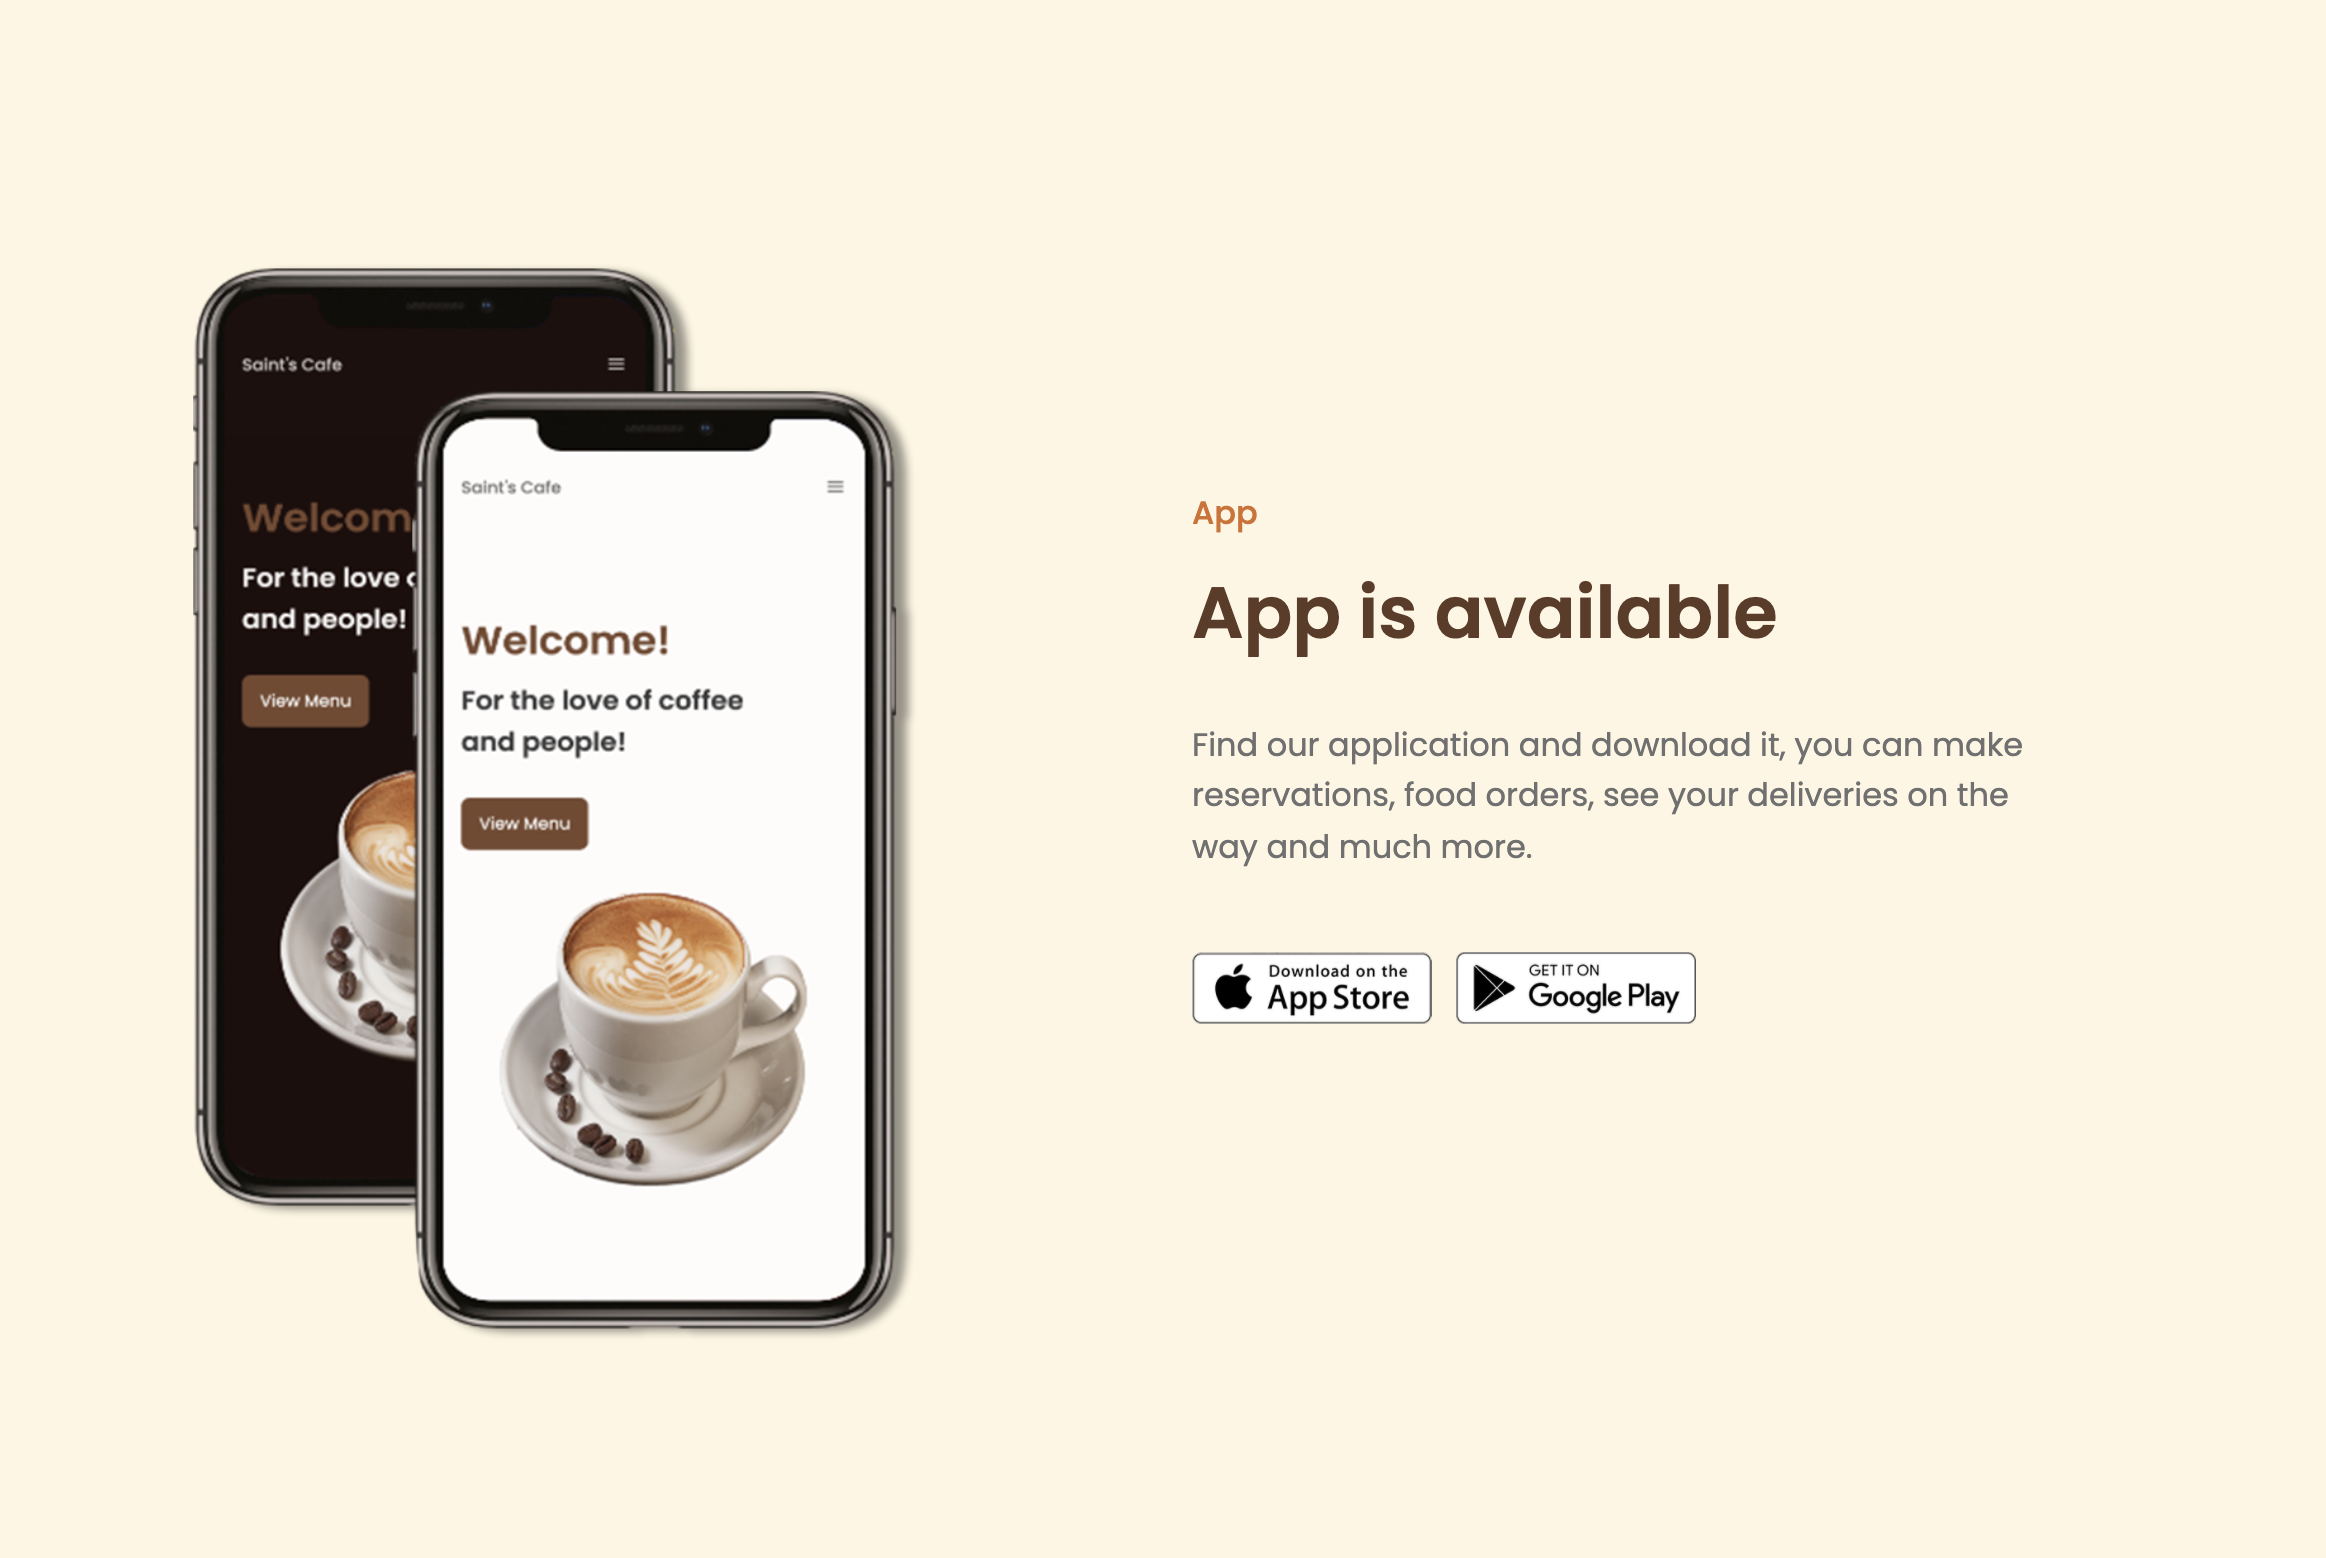 Saint's Cafe
For the love
and people!
View Menu
Saint's Cafe
Welcome!
For the love of coffee
and people!
View Menu
App
App is available
Find our application and download it, you can make
reservations, food orders, see your deliveries on the
way and much more.
Download on the
App Store
GET IT ON
Google Play